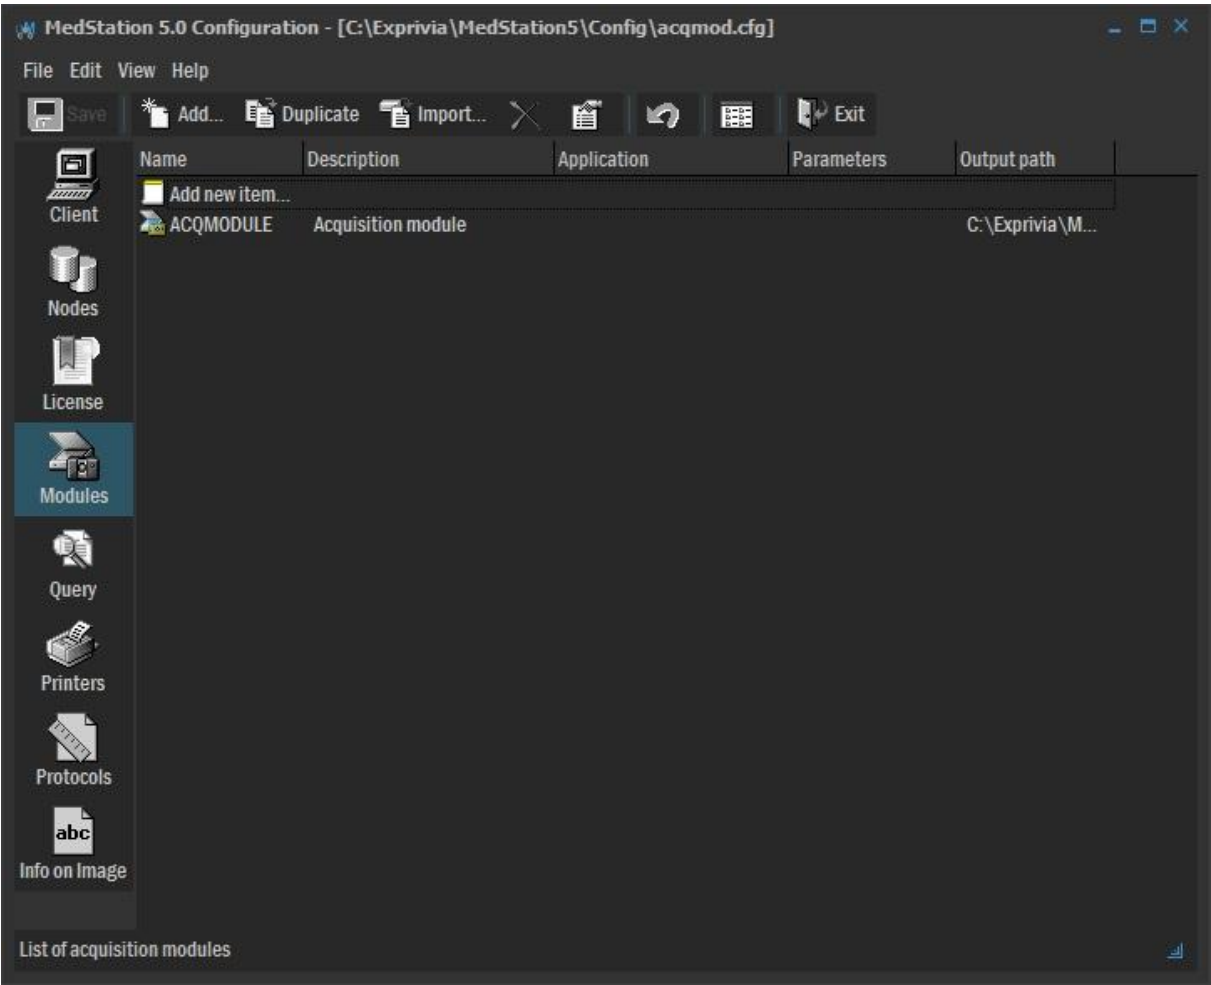 MedStation 5.0 Configuration - [C:\Exprivia\MedStation5\Config\acqmod.cfg]
File Edit View Help
Save Add... Duplicate Import... Exit
Name Description Application Parameters Output path
Add new item...
ACQMODULE Acquisition module C:\Exprivia\M...
Client
Nodes
License
Modules
Query
Printers
Protocols
abc
Info on Image
List of acquisition modules